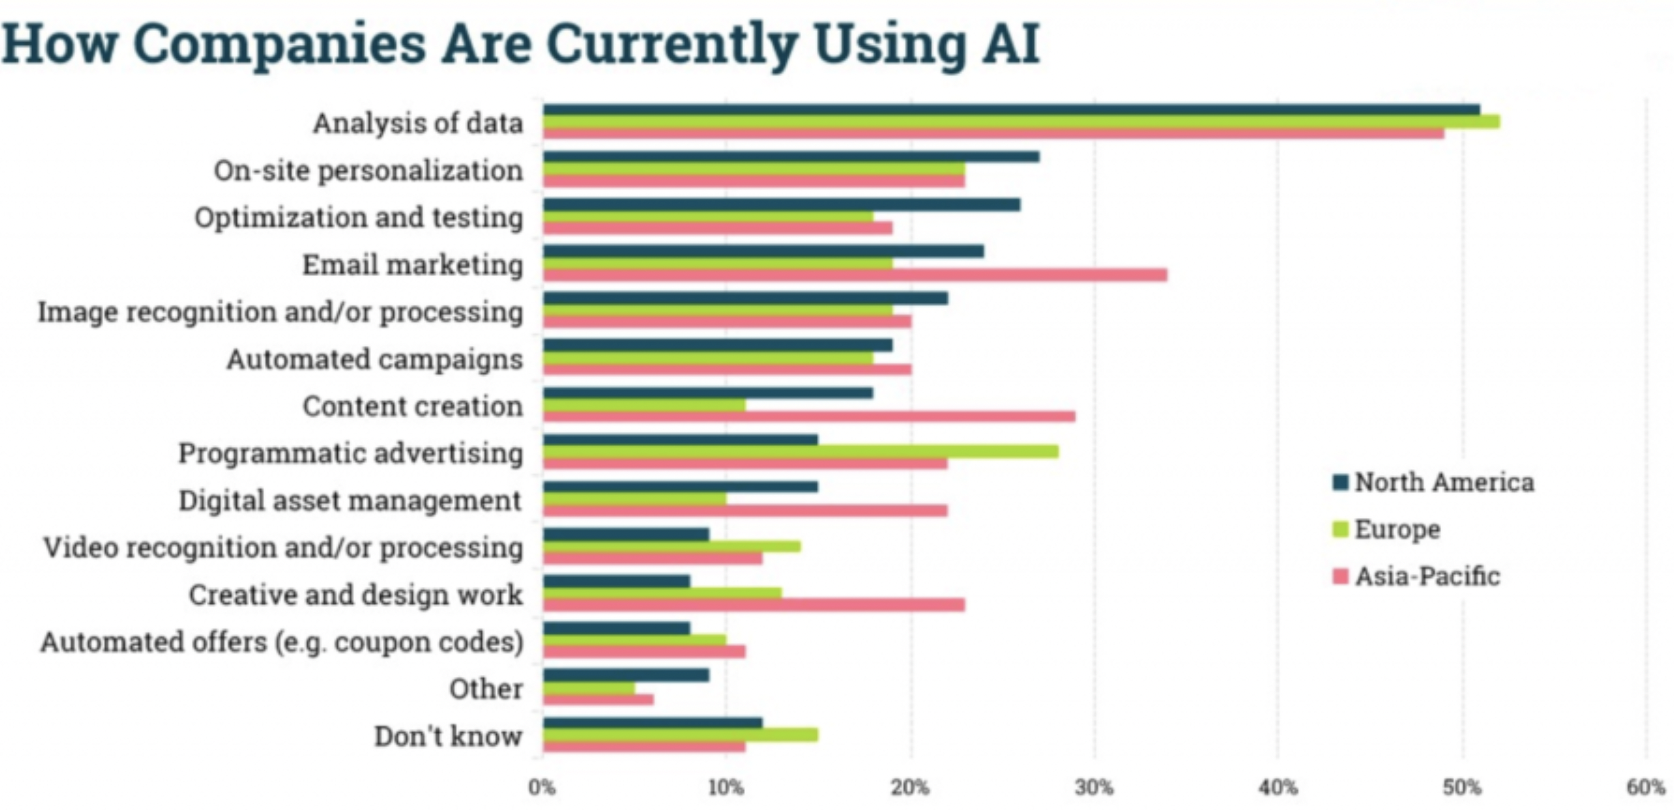 How Companies Are Currently Using AI
Analysis of data
On-site personalization
Optimization and testing
Email marketing
Image recognition and/or processing
Automated campaigns
Content creation
Programmatic advertising
Digital asset management
Video recognition and/or processing
Creative and design work
Automated offers (e.g. coupon codes)
Other
Don't know
North America
Europe
Asia-Pacific
0% 10% 20% 30% 40% 50% 60%